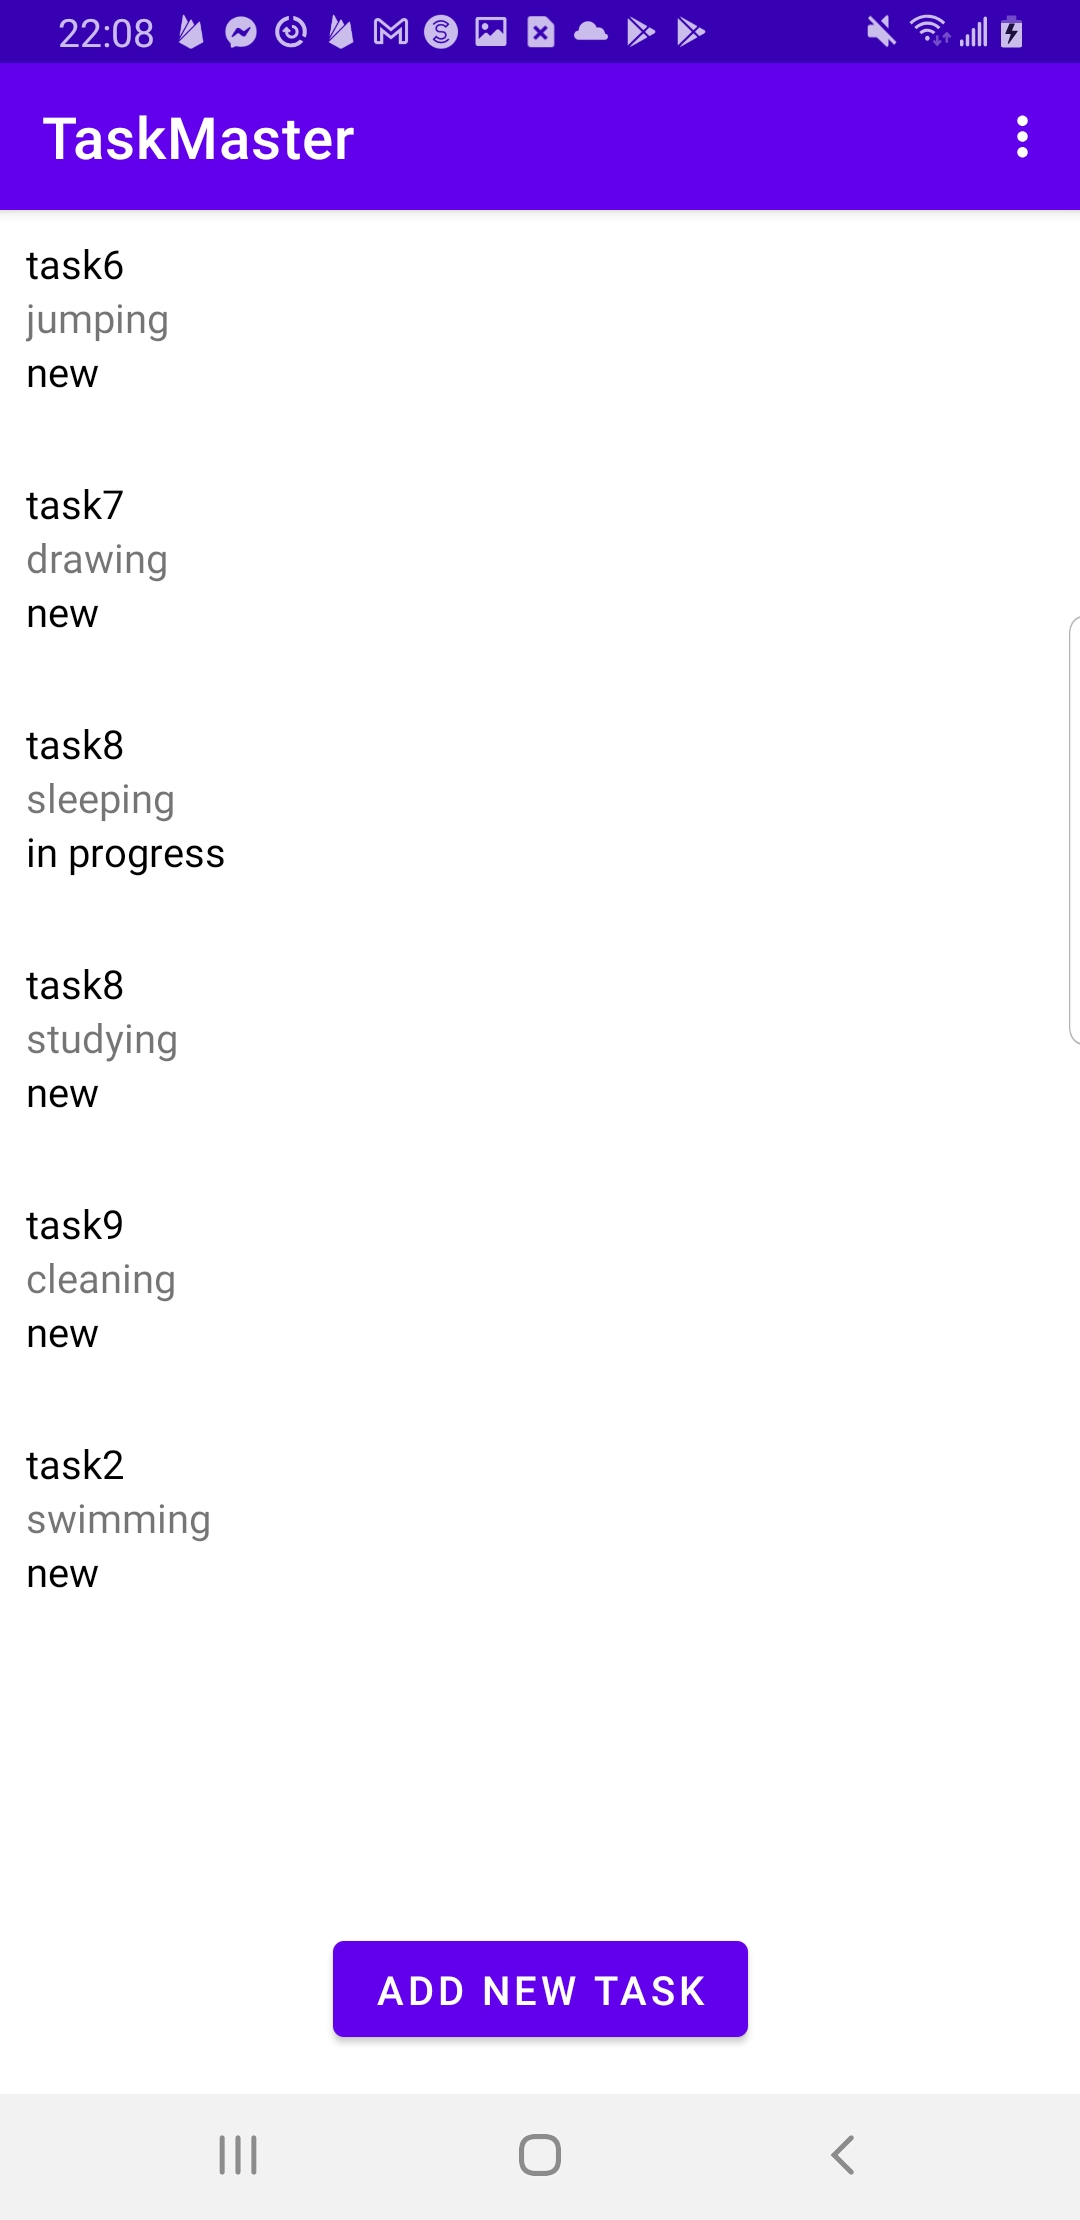 22:08
TaskMaster
task6
jumping
new
task7
drawing
new
task8
sleeping
in progress
task8
studying
new
task9
cleaning
new
task2
swimming
new
ADD NEW TASK